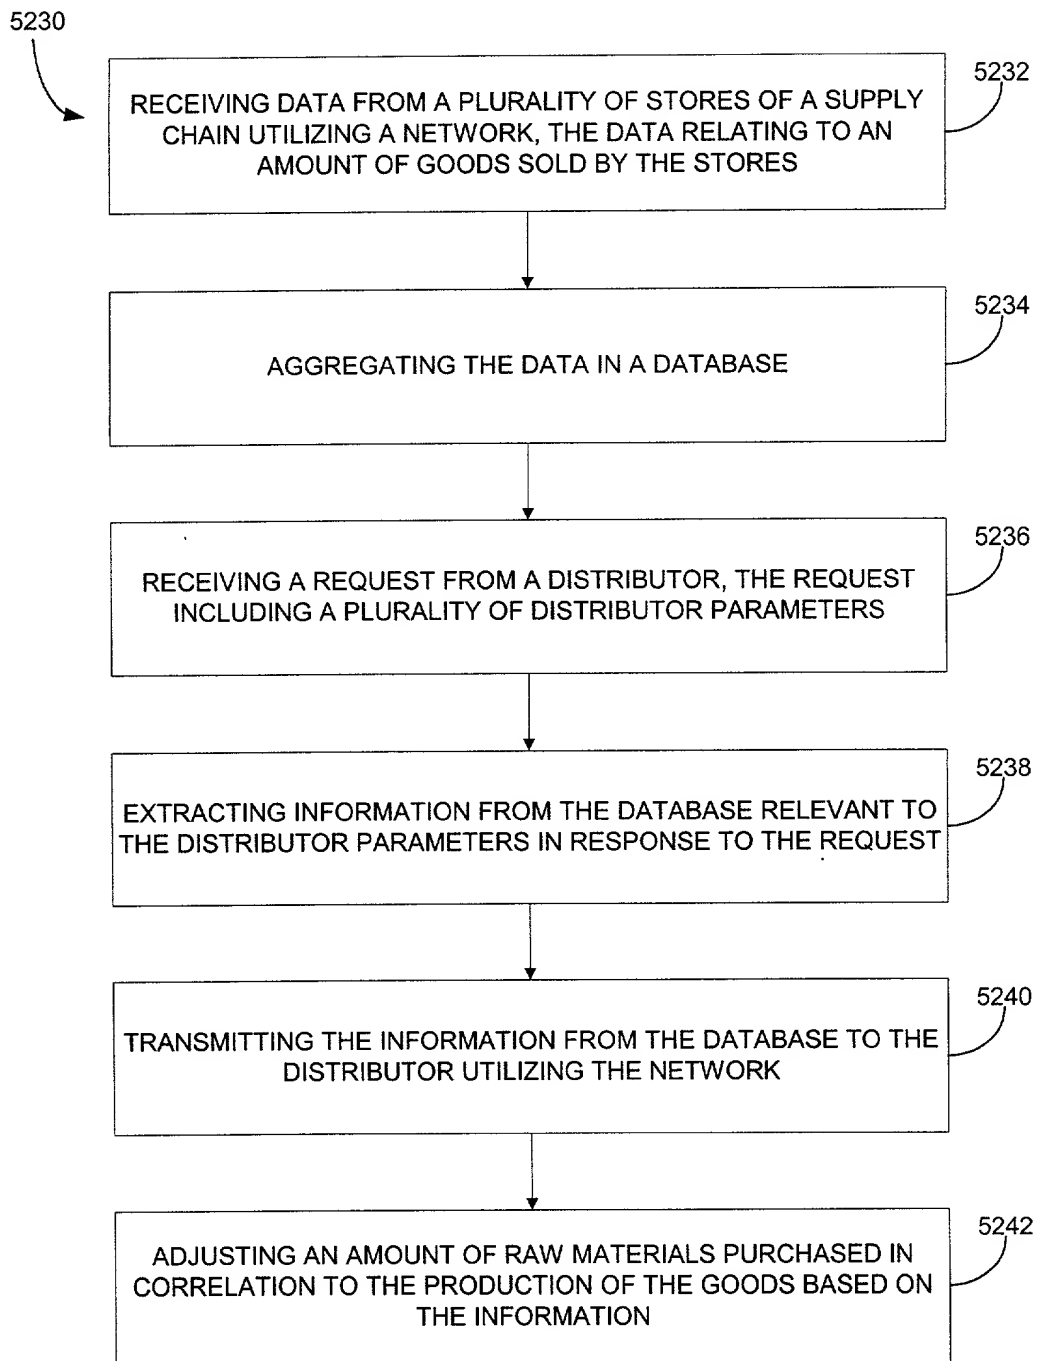 5230
5232
RECEIVING DATA FROM A PLURALITY OF STORES OF A SUPPLY
CHAIN UTILIZING A NETWORK, THE DATA RELATING TO AN
AMOUNT OF GOODS SOLD BY THE STORES
5234
AGGREGATING THE DATA IN A DATABASE
5236
RECEIVING A REQUEST FROM A DISTRIBUTOR, THE REQUEST
INCLUDING A PLURALITY OF DISTRIBUTOR PARAMETERS
5238
EXTRACTING INFORMATION FROM THE DATABASE RELEVANT TO
THE DISTRIBUTOR PARAMETERS IN RESPONSE TO THE REQUEST
5240
TRANSMITTING THE INFORMATION FROM THE DATABASE TO THE
DISTRIBUTOR UTILIZING THE NETWORK
5242
ADJUSTING AN AMOUNT OF RAW MATERIALS PURCHASED IN
CORRELATION TO THE PRODUCTION OF THE GOODS BASED ON
THE INFORMATION